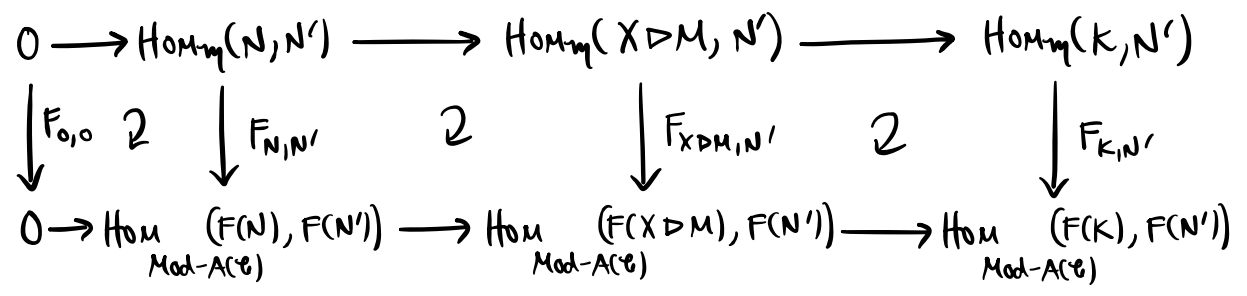 0 → Hom_m(N, N') → Hom_m(X ▷ M, N') → Hom_m(K, N')
↓ F_{0,0} ↻ ↓ F_{N,N'} ↻ ↓ F_{X▷M,N'} ↻ ↓ F_{K,N'}
0 → Hom_{Mod-A(C)}(F(N), F(N')) → Hom_{Mod-A(C)}(F(X ▷ M), F(N')) → Hom_{Mod-A(C)}(F(K), F(N'))